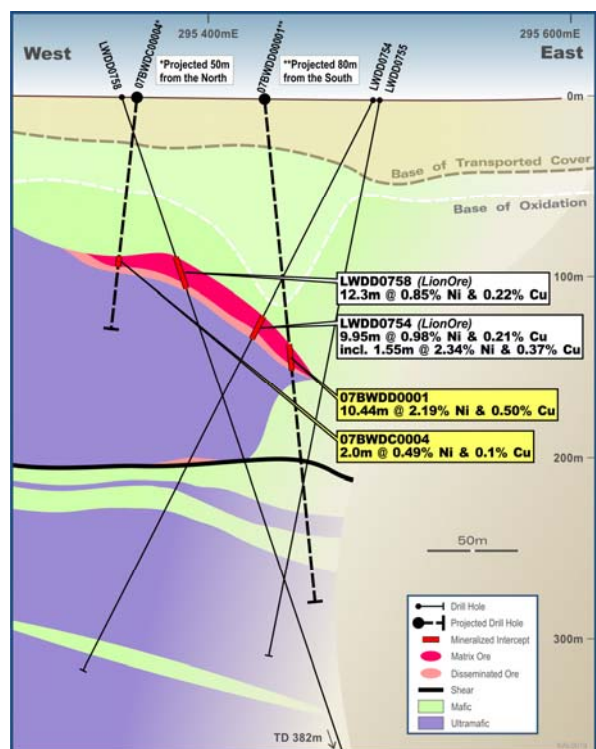 295 400mE
295 600mE
West
East
LWDD0758
07BWDC00004*
*Projected 50m
from the North
07BWDD00001**
**Projected 80m
from the South
LWDD0754
LWDD0755
0m
Base of Transported Cover
Base of Oxidation
100m
LWDD0758 (LionOre)
12.3m @ 0.85% Ni & 0.22% Cu
LWDD0754 (LionOre)
9.95m @ 0.98% Ni & 0.21% Cu
incl. 1.55m @ 2.34% Ni & 0.37% Cu
07BWDD0001
10.44m @ 2.19% Ni & 0.50% Cu
07BWDC0004
2.0m @ 0.49% Ni & 0.1% Cu
200m
50m
300m
Drill Hole
Projected Drill Hole
Mineralized Intercept
Matrix Ore
Disseminated Ore
Shear
Mafic
Ultramafic
TD 382m